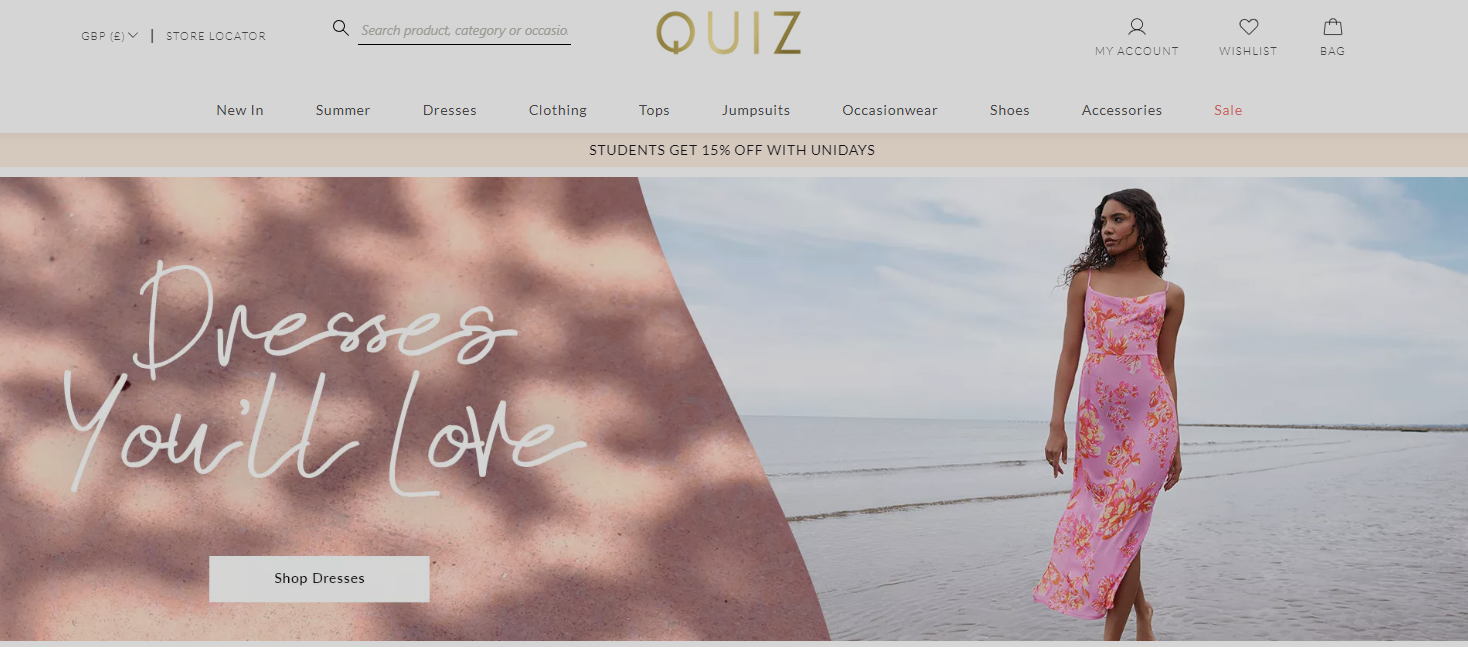 GBP (£) | STORE LOCATOR
Search product, category or occasio
QUIZ
MY ACCOUNT
WISHLIST
BAG
New In Summer Dresses Clothing Tops Jumpsuits Occasionwear Shoes Accessories Sale
STUDENTS GET 15% OFF WITH UNIDAYS
Dresses
You'll Love
Shop Dresses